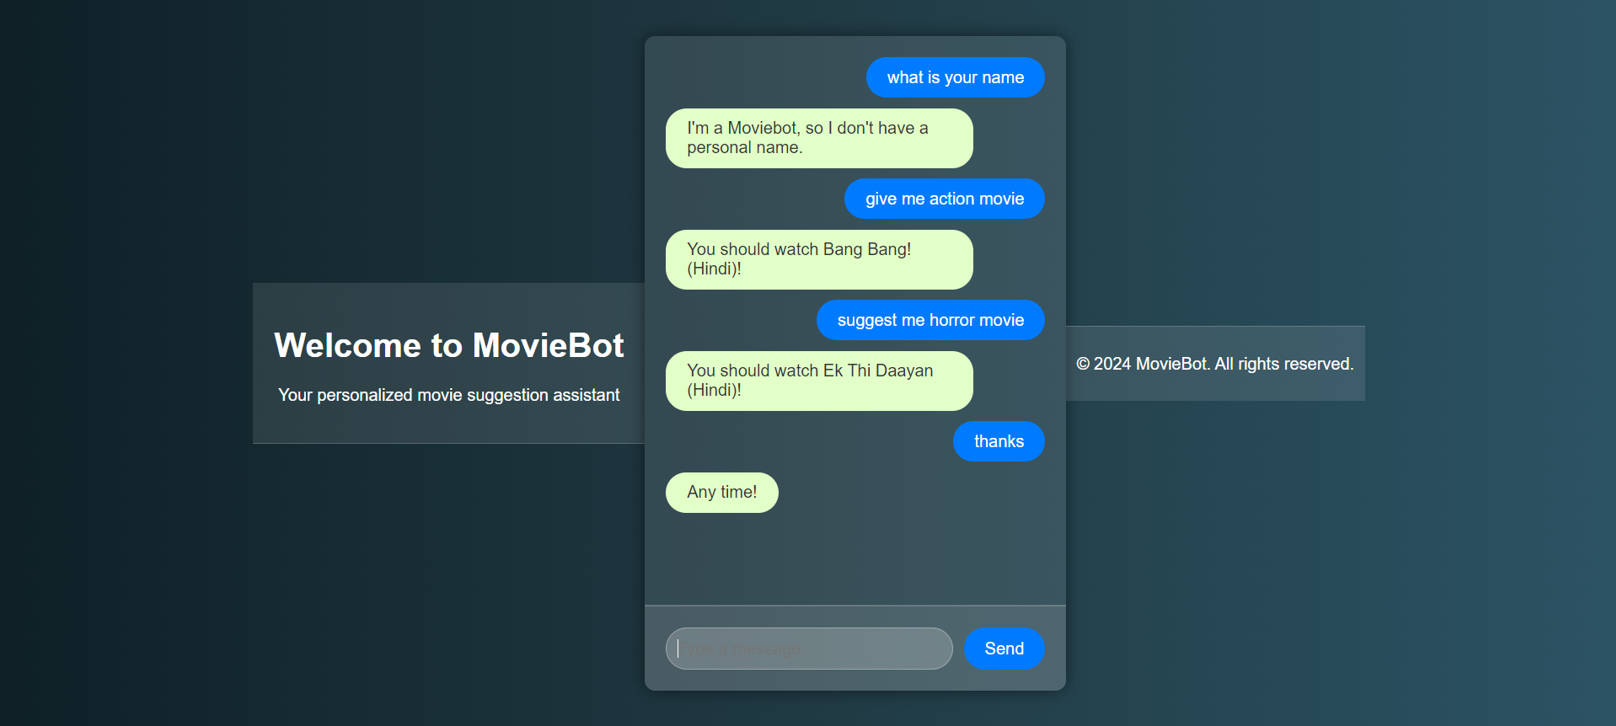 Welcome to MovieBot
Your personalized movie suggestion assistant
what is your name
I'm a Moviebot, so I don't have a
personal name.
give me action movie
You should watch Bang Bang!
(Hindi)!
suggest me horror movie
You should watch Ek Thi Daayan
(Hindi)!
thanks
Any time!
Type a message...
Send
© 2024 MovieBot. All rights reserved.